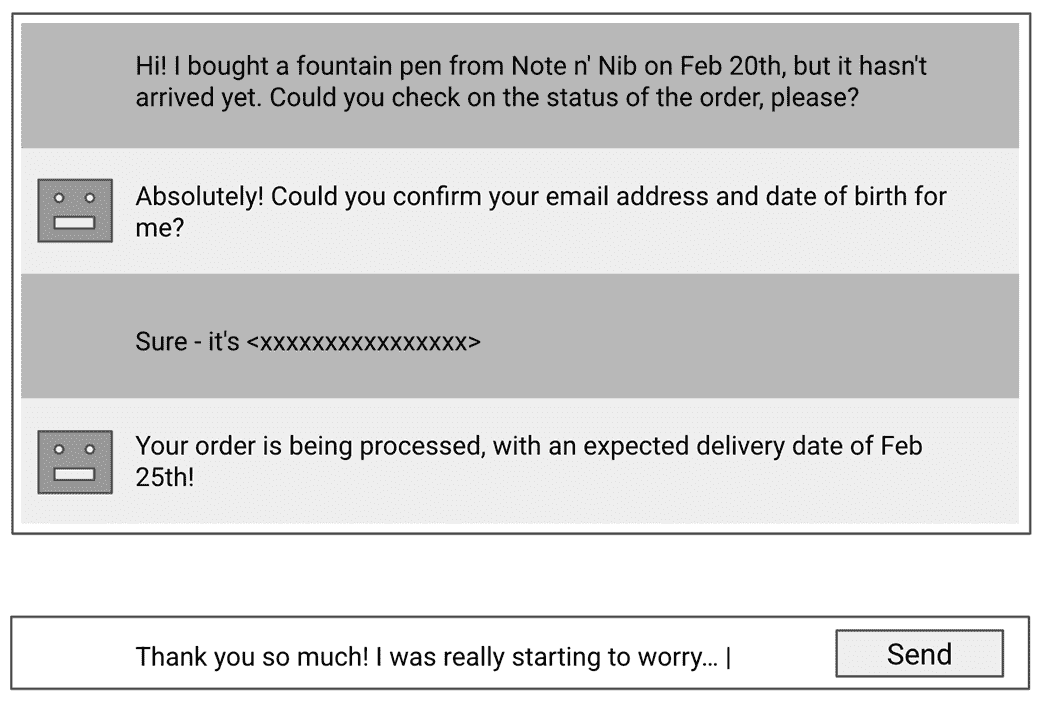 Hi! I bought a fountain pen from Note n' Nib on Feb 20th, but it hasn't
arrived yet. Could you check on the status of the order, please?
Absolutely! Could you confirm your email address and date of birth for
me?
Sure - it's <xxxxxxxxxxxxxxxx>
Your order is being processed, with an expected delivery date of Feb
25th!
Thank you so much! I was really starting to worry... |
Send